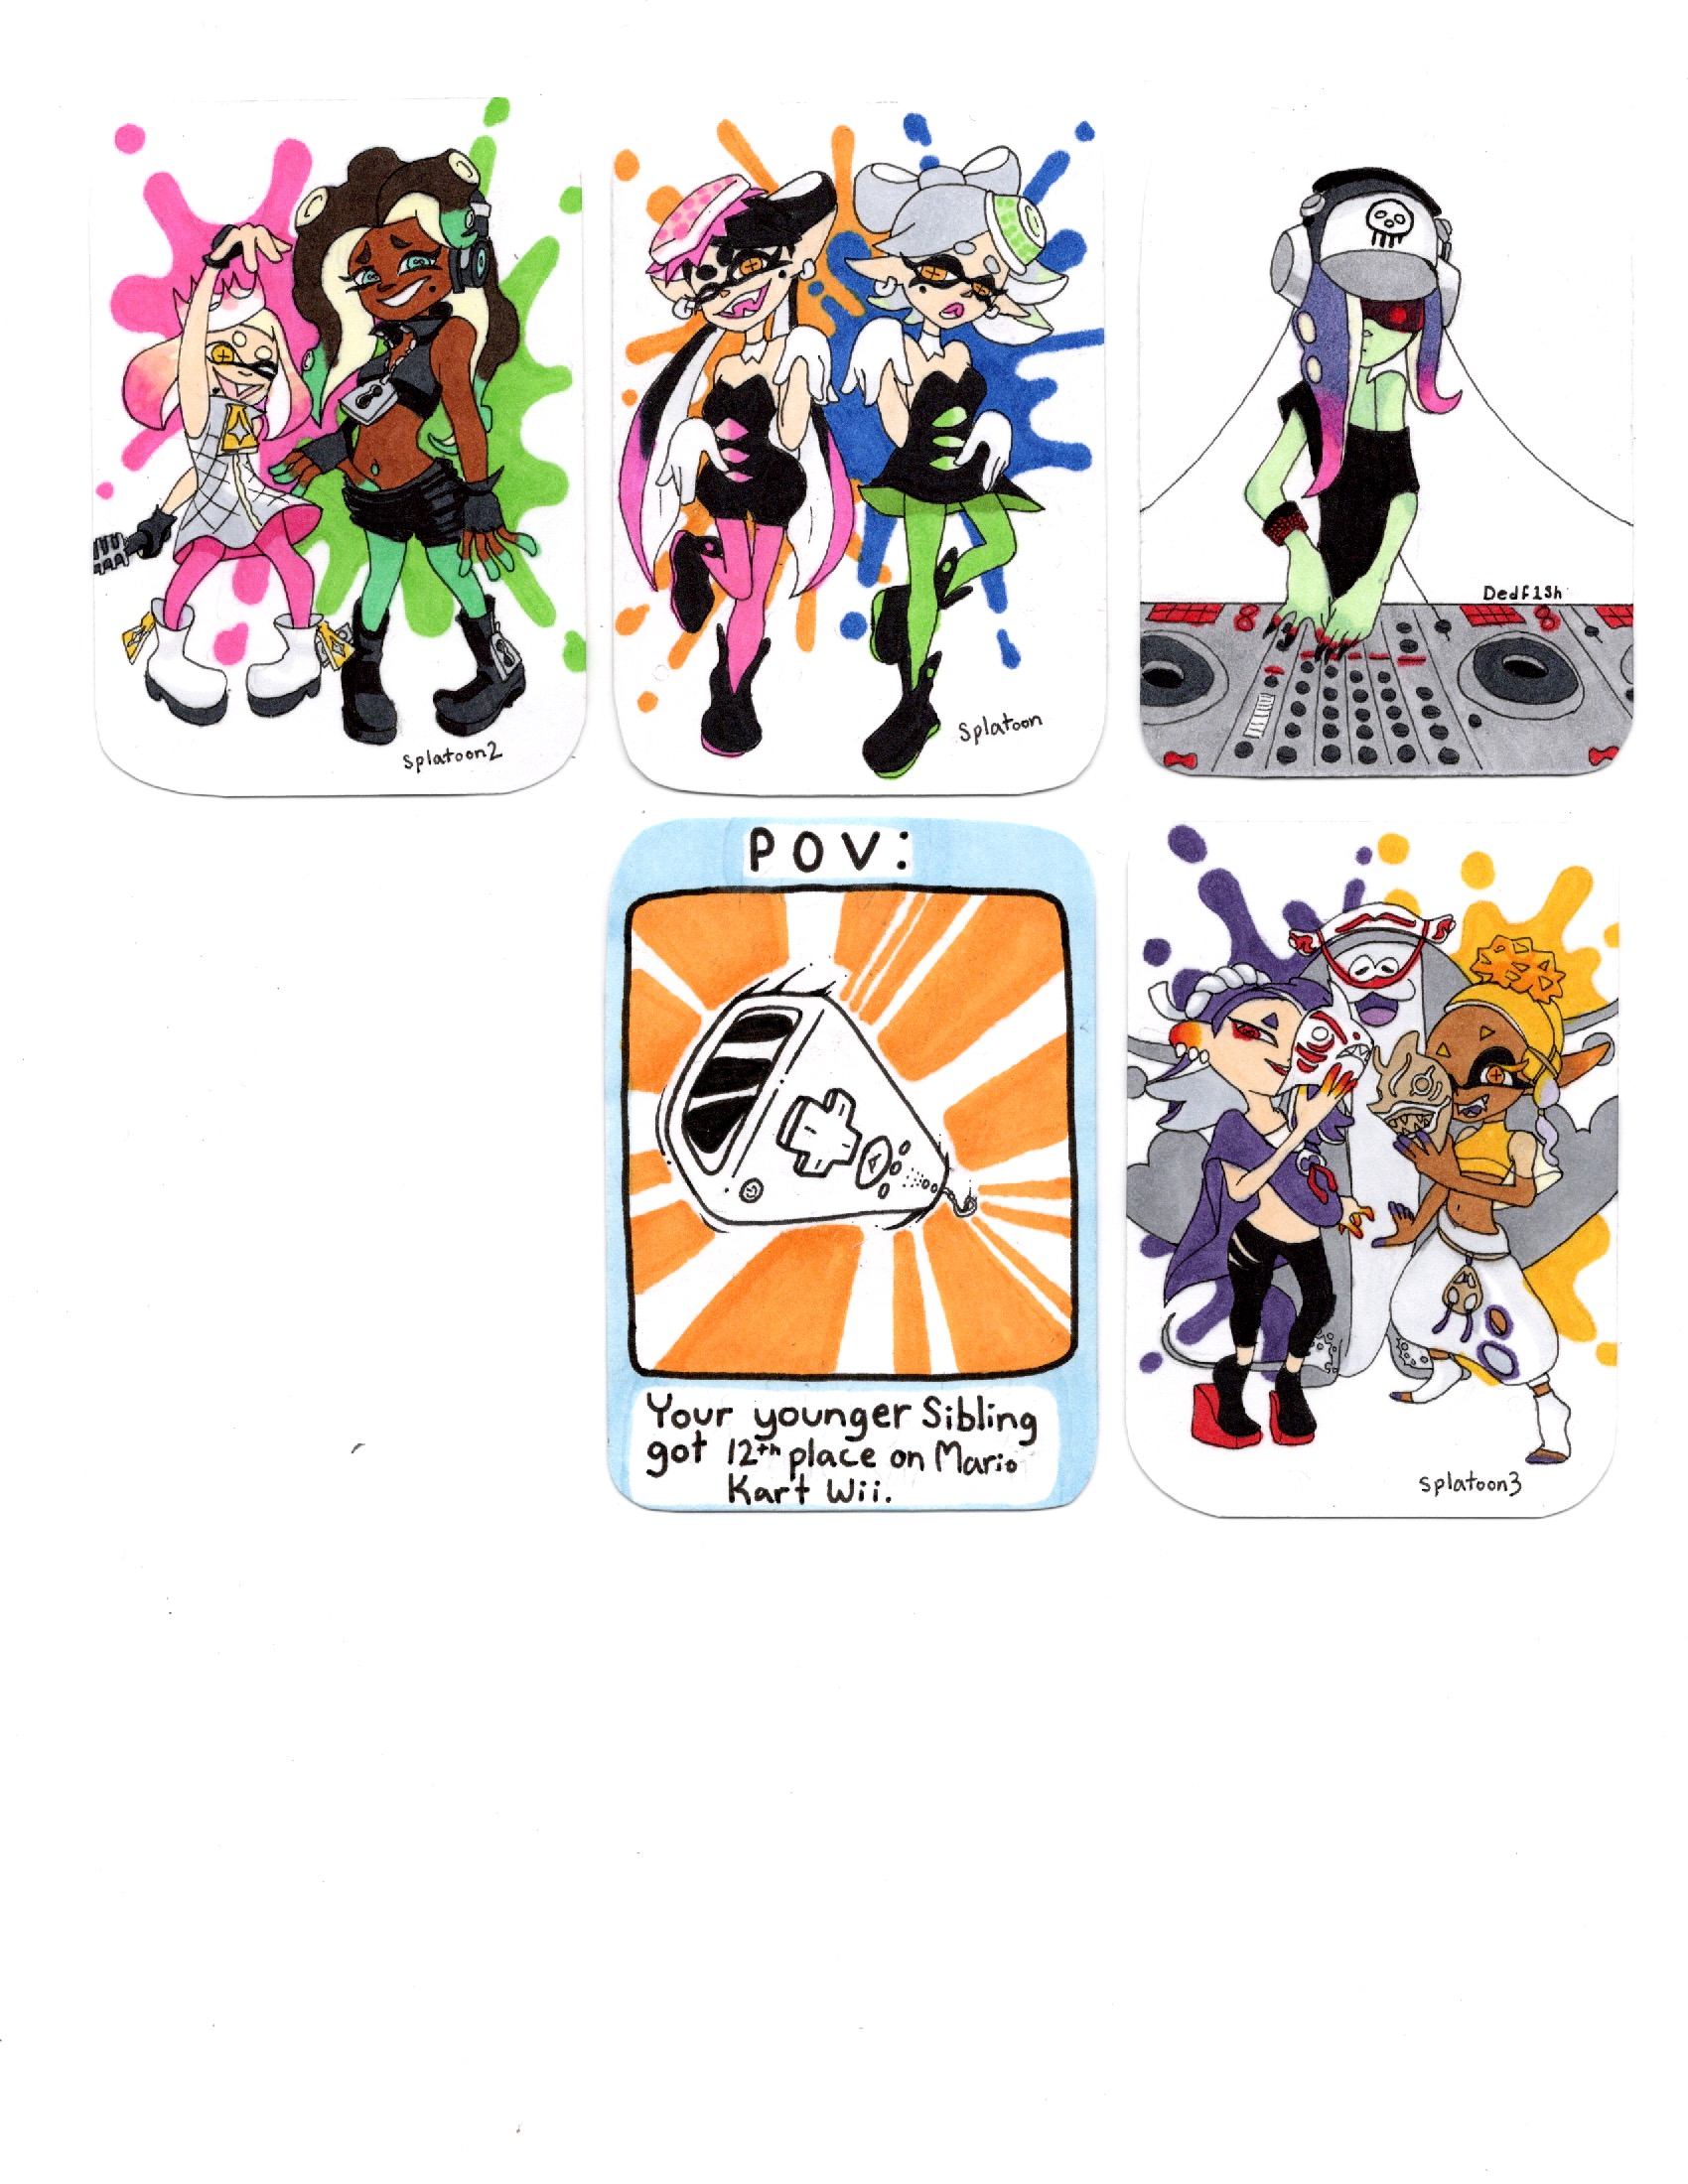 Splatoon2
Splatoon
Dedf1Sh
POV:
A
Your younger Sibling
got 12th place on Mario
Kart Wii.
Splatoon3